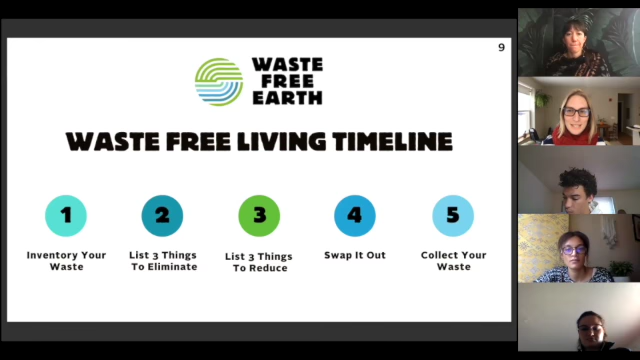 9
WASTE
FREE
EARTH
WASTE FREE LIVING TIMELINE
1
Inventory Your
Waste
2
List 3 Things
To Eliminate
3
List 3 Things
To Reduce
4
Swap It Out
5
Collect Your
Waste